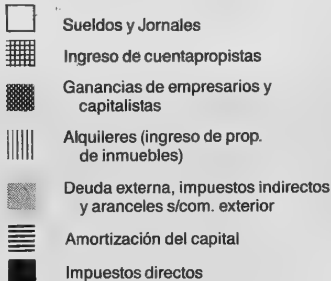 Sueldos y Jornales
Ingreso de cuentapropistas
Ganancias de empresarios y
capitalistas
Alquileres (ingreso de prop.
de inmuebles)
Deuda externa, impuestos indirectos
y aranceles s/com. exterior
Amortización del capital
Impuestos directos